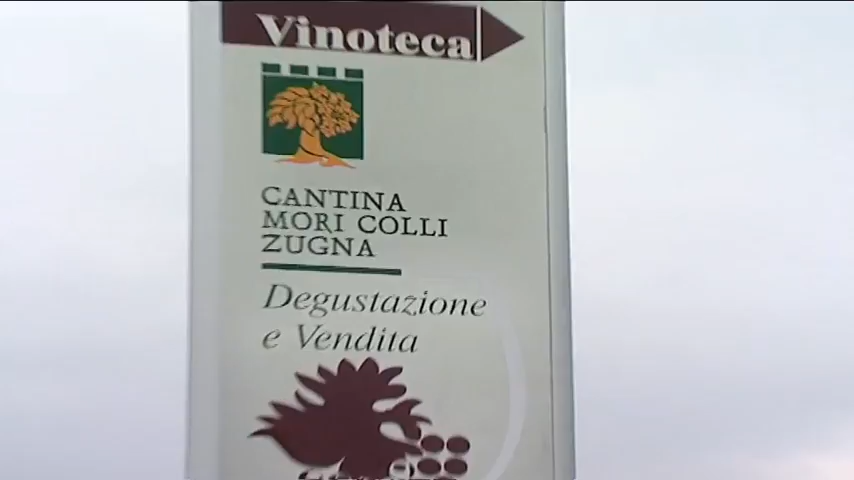 Vinoteca
CANTINA
MORI COLLI
ZUGNA
Degustazione
e Vendita